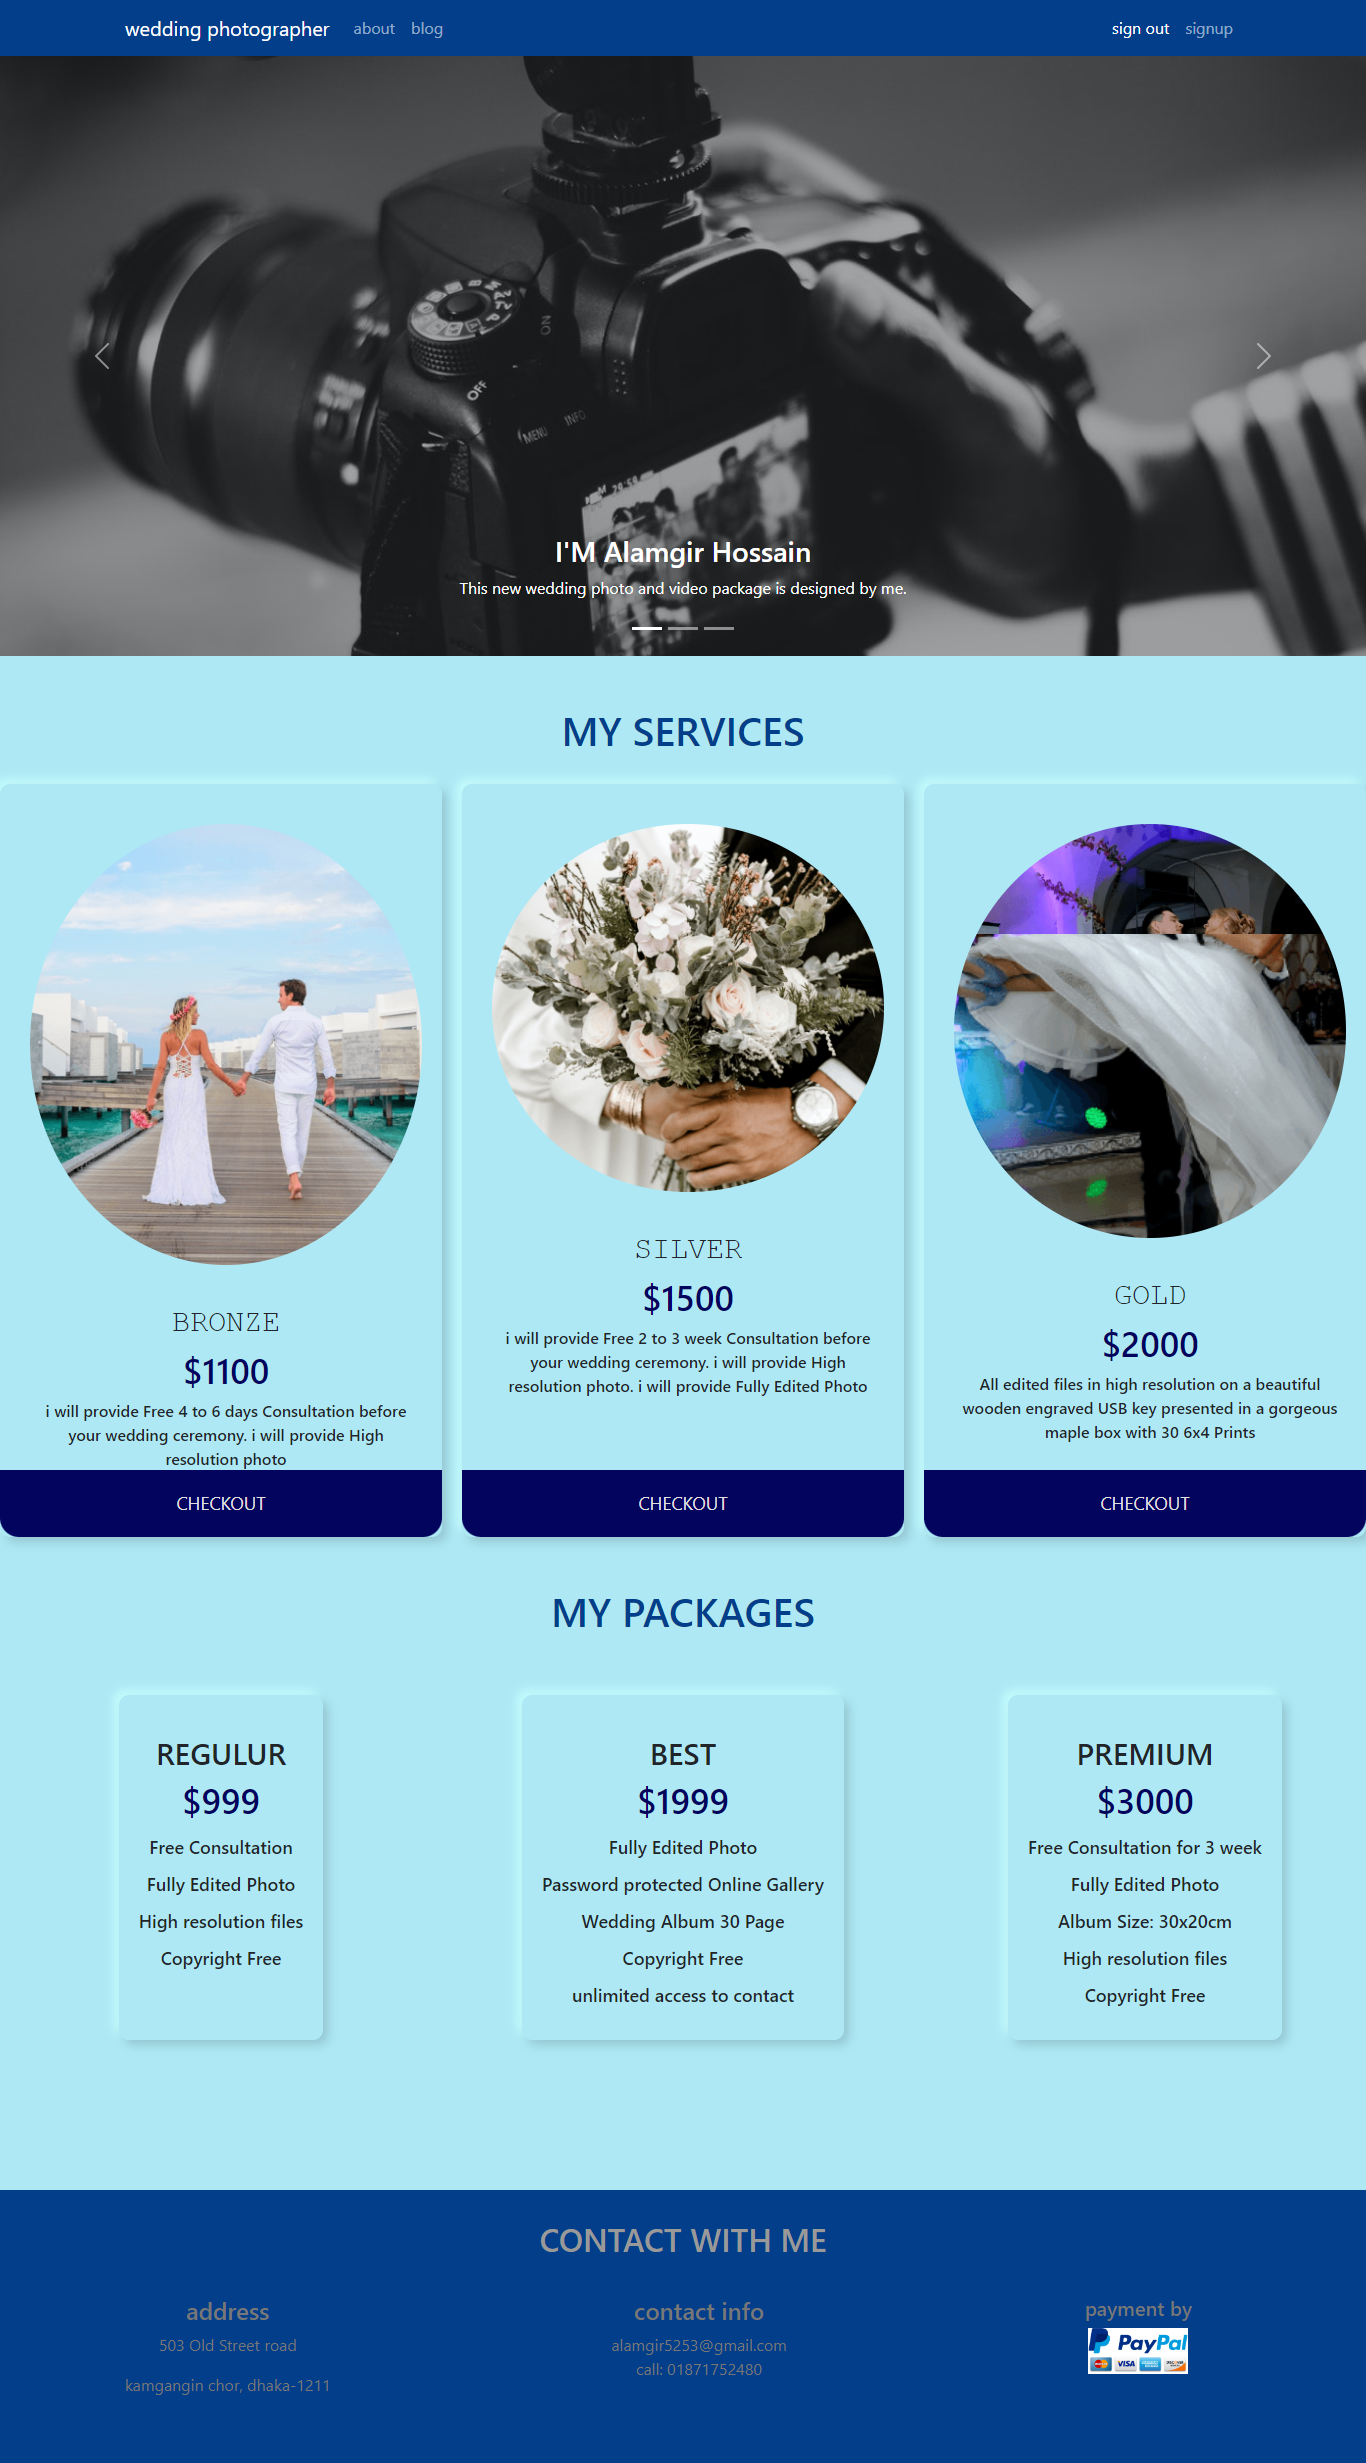 wedding photographer about blog sign out signup
ON
OFF
MENU INFO
I'M Alamgir Hossain
This new wedding photo and video package is designed by me.
MY SERVICES
BRONZE
$1100
i will provide Free 4 to 6 days Consultation before
your wedding ceremony. i will provide High
resolution photo
CHECKOUT
SILVER
$1500
i will provide Free 2 to 3 week Consultation before
your wedding ceremony. i will provide High
resolution photo. i will provide Fully Edited Photo
CHECKOUT
GOLD
$2000
All edited files in high resolution on a beautiful
wooden engraved USB key presented in a gorgeous
maple box with 30 6x4 Prints
CHECKOUT
MY PACKAGES
REGULUR
$999
Free Consultation
Fully Edited Photo
High resolution files
Copyright Free
BEST
$1999
Fully Edited Photo
Password protected Online Gallery
Wedding Album 30 Page
Copyright Free
unlimited access to contact
PREMIUM
$3000
Free Consultation for 3 week
Fully Edited Photo
Album Size: 30x20cm
High resolution files
Copyright Free
CONTACT WITH ME
address
503 Old Street road
kamgangin chor, dhaka-1211
contact info
alamgir5253@gmail.com
call: 01871752480
payment by
PayPal
VISA